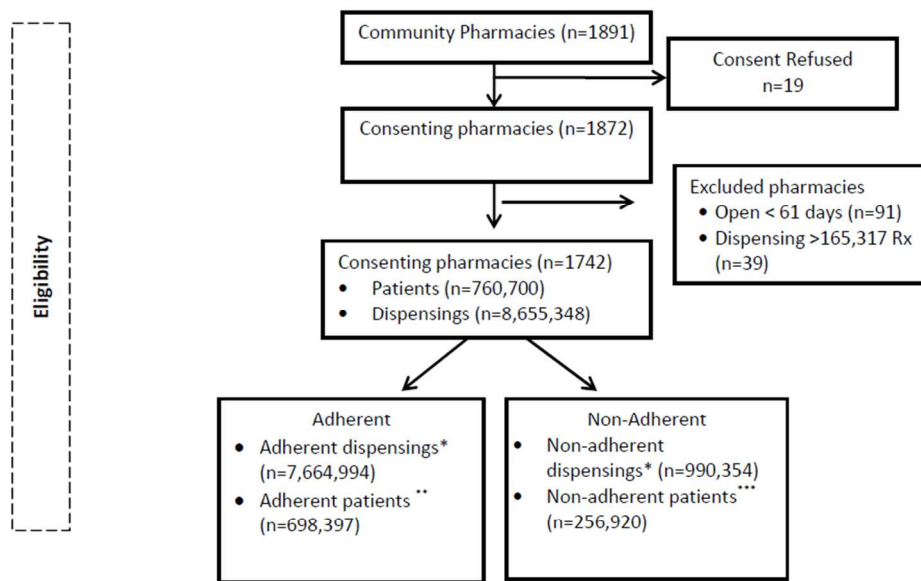 Community Pharmacies (n=1891)
Consent Refused
n=19
Consenting pharmacies (n=1872)
Excluded pharmacies
• Open < 61 days (n=91)
• Dispensing >165,317 Rx
(n=39)
Eligibility
Consenting pharmacies (n=1742)
• Patients (n=760,700)
• Dispensings (n=8,655,348)
Adherent
• Adherent dispensings*
(n=7,664,994)
• Adherent patients **
(n=698,397)
Non-Adherent
• Non-adherent
dispensings* (n=990,354)
• Non-adherent patients***
(n=256,920)